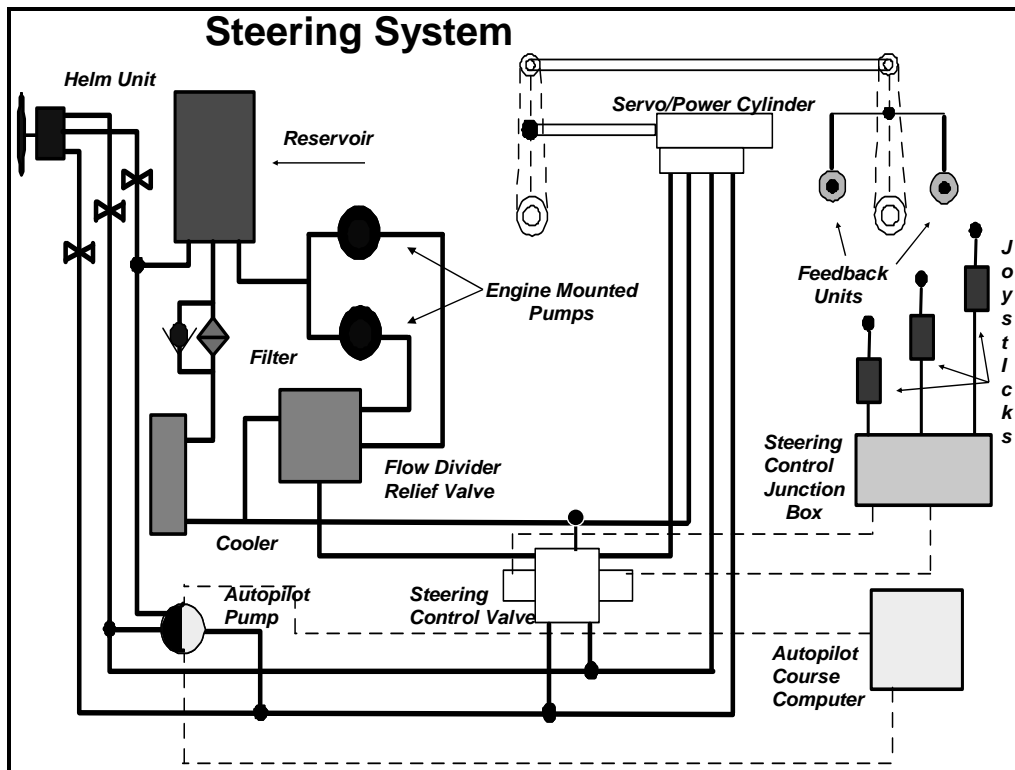 Steering System
Helm Unit
Reservoir
Servo/Power Cylinder
Engine Mounted
Pumps
Feedback
Units
Joysticks
Filter
Flow Divider
Relief Valve
Steering
Control
Junction
Box
Cooler
Autopilot
Pump
Steering
Control Valve
Autopilot
Course
Computer